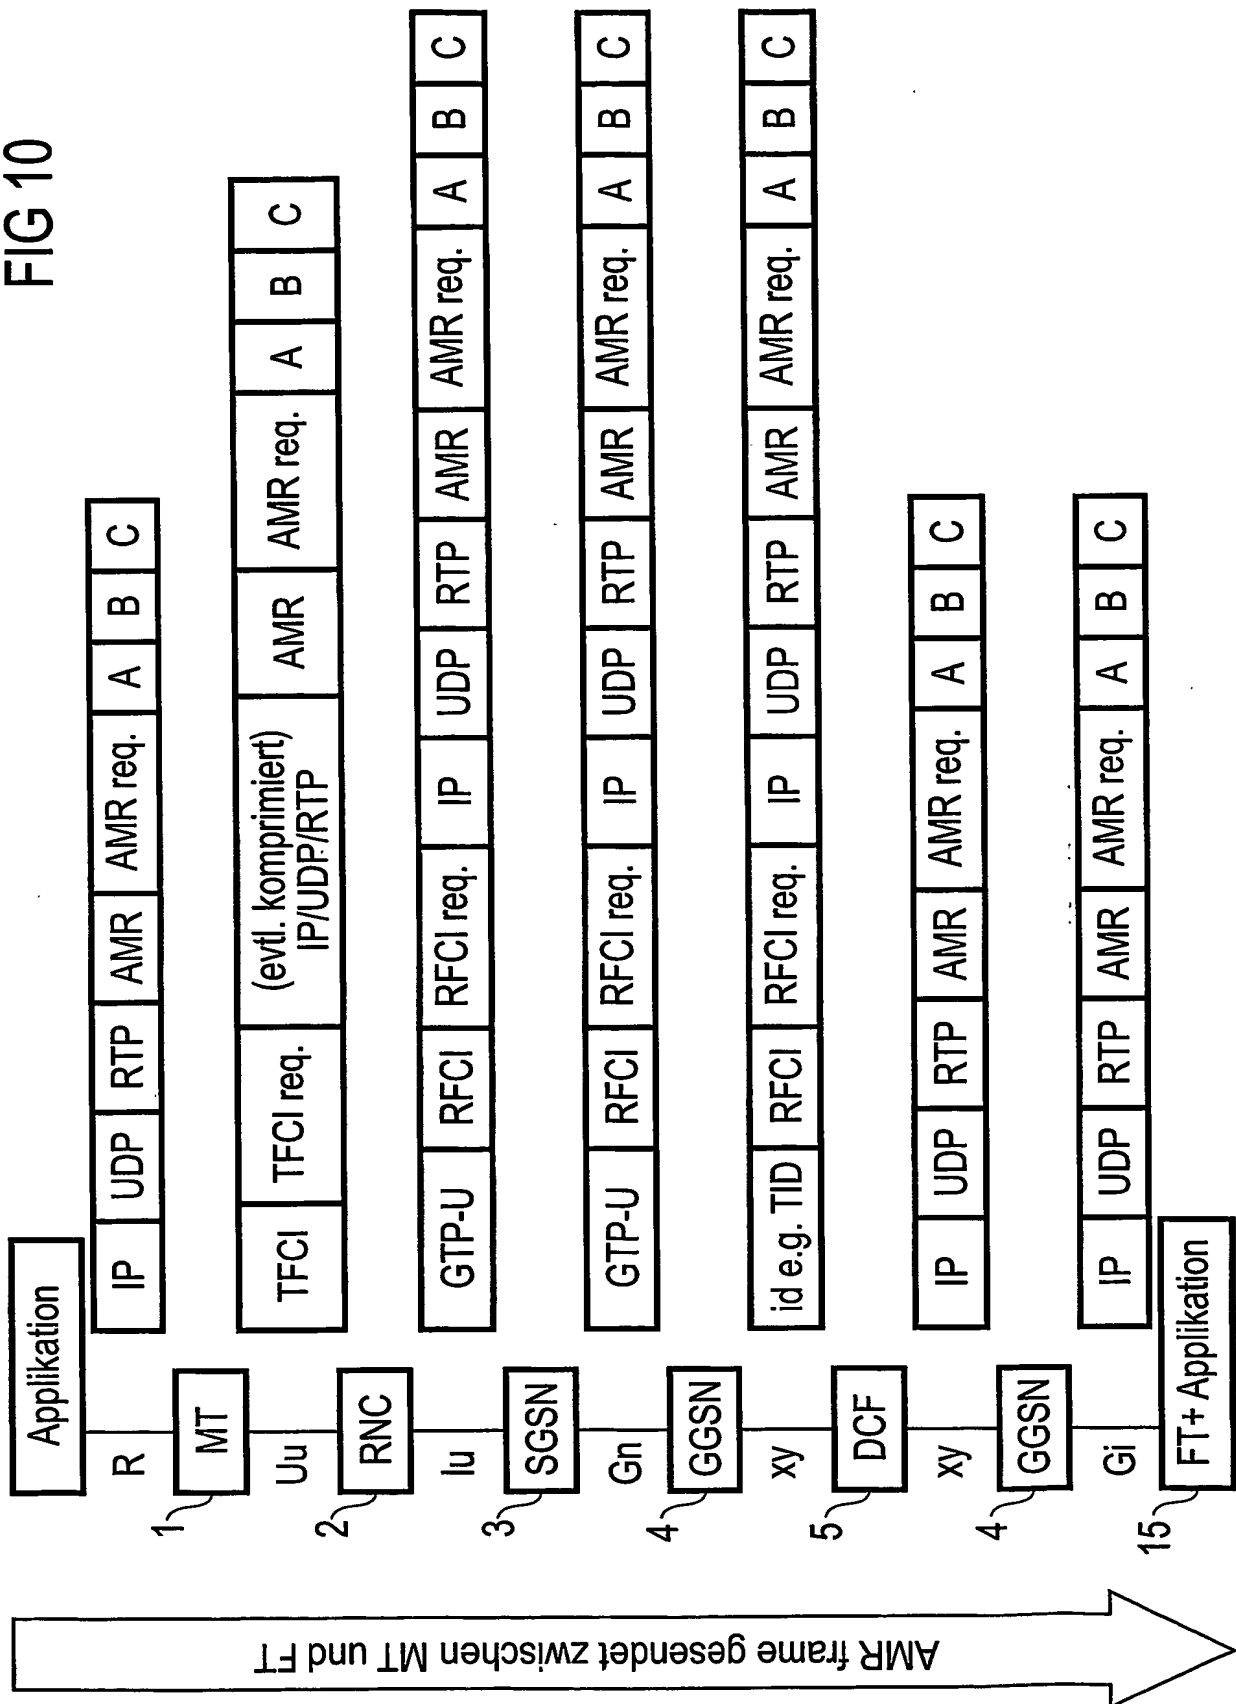 FIG 10
Applikation
R
IP UDP RTP AMR AMR req. A B C
1
MT
Uu
TFCI TFCI req. (evtl. komprimiert)
IP/UDP/RTP AMR AMR req. A B C
2
RNC
Iu
GTP-U RFCI RFCI req. IP UDP RTP AMR AMR req. A B C
3
SGSN
Gn
GTP-U RFCI RFCI req. IP UDP RTP AMR AMR req. A B C
4
GGSN
xy
id e.g. TID RFCI RFCI req. IP UDP RTP AMR AMR req. A B C
5
DCF
xy
IP UDP RTP AMR AMR req. A B C
4
GGSN
Gi
IP UDP RTP AMR AMR req. A B C
15
FT+ Applikation
AMR frame gesendet zwischen MT und FT